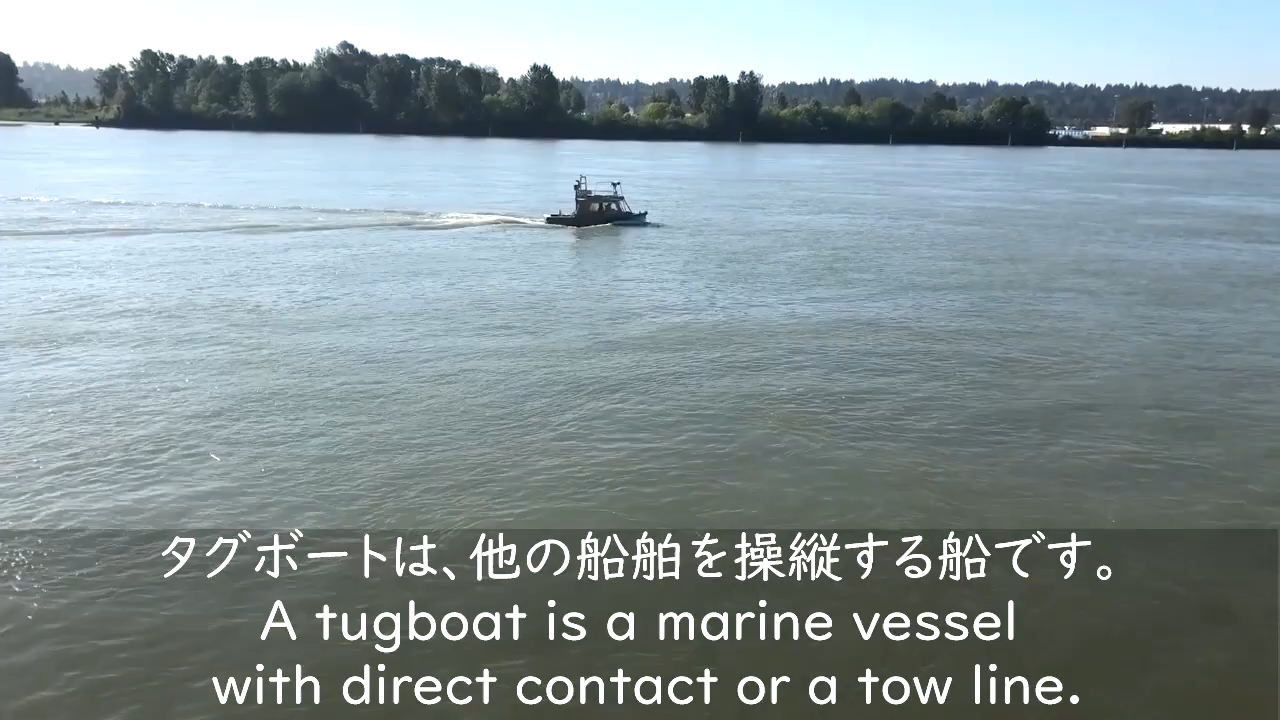 タグボートは、他の船舶を操縦する船です。
A tugboat is a marine vessel
with direct contact or a tow line.